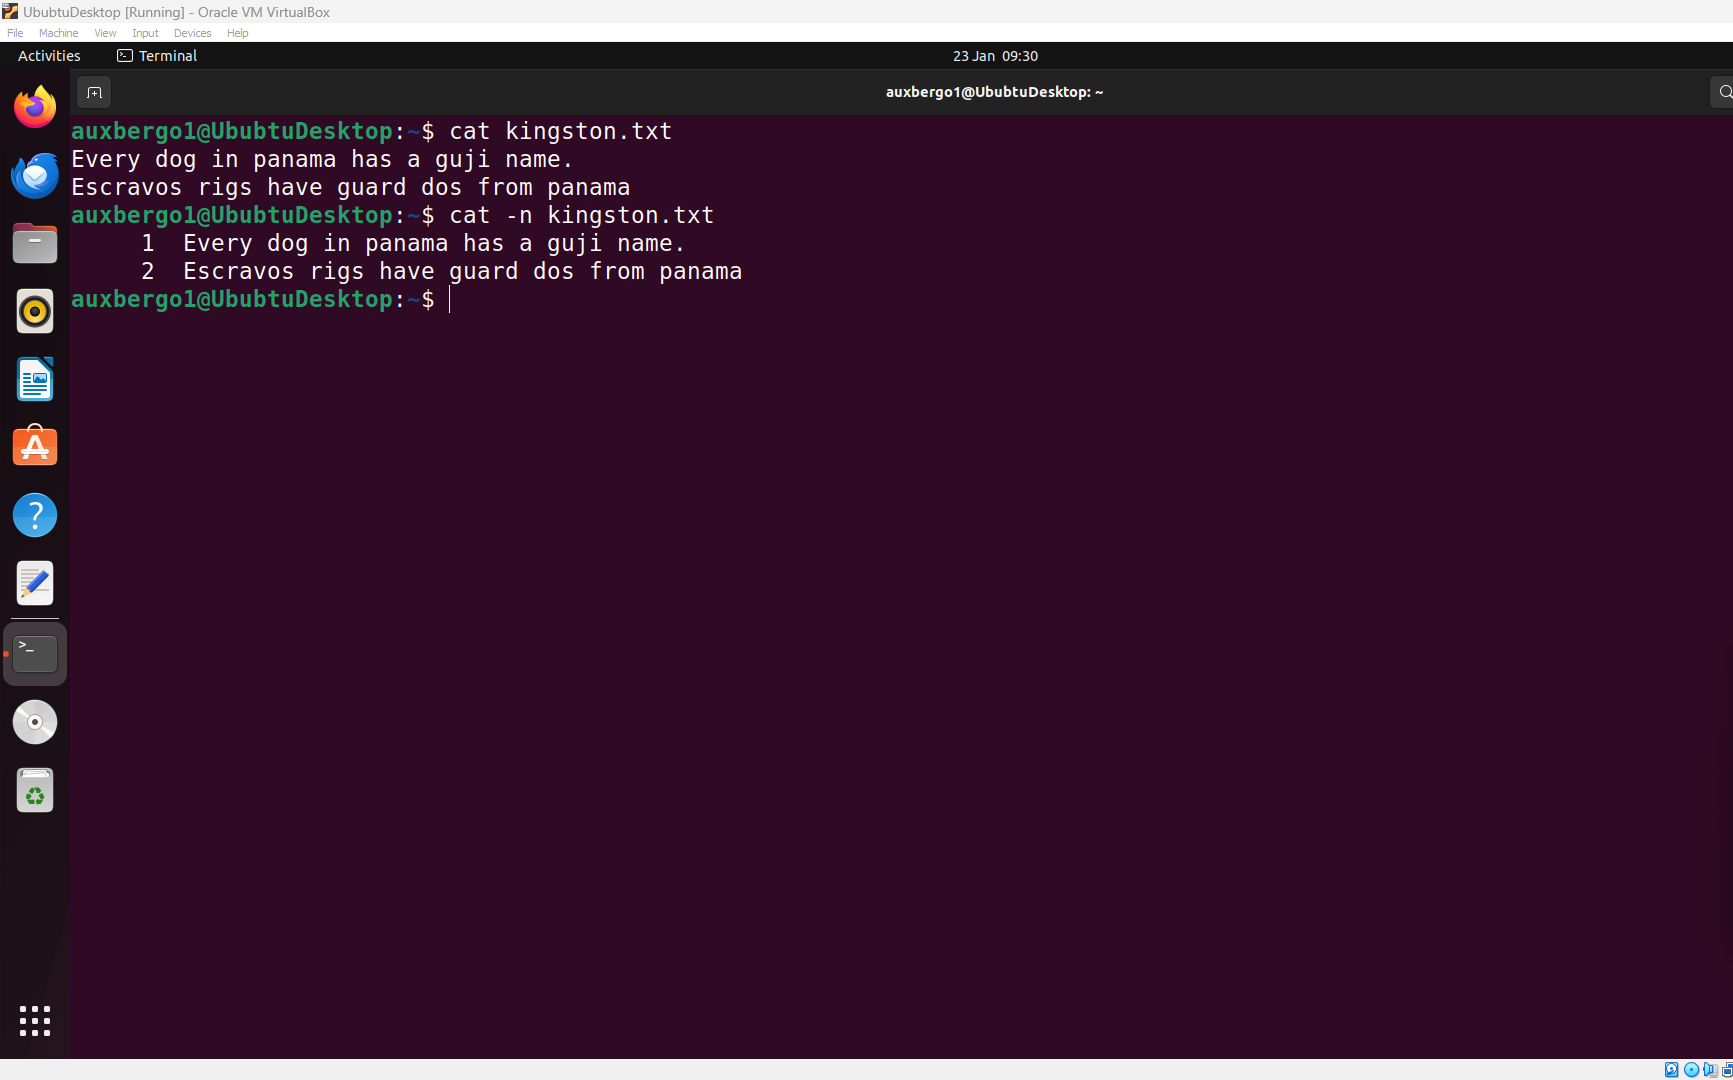 UbubtuDesktop [Running] - Oracle VM VirtualBox
File Machine View Input Devices Help
Activities Terminal 23 Jan 09:30
auxbergo1@UbubtuDesktop: ~
auxbergo1@UbubtuDesktop:~$ cat kingston.txt
Every dog in panama has a guji name.
Escravos rigs have guard dos from panama
auxbergo1@UbubtuDesktop:~$ cat -n kingston.txt
1 Every dog in panama has a guji name.
2 Escravos rigs have guard dos from panama
auxbergo1@UbubtuDesktop:~$